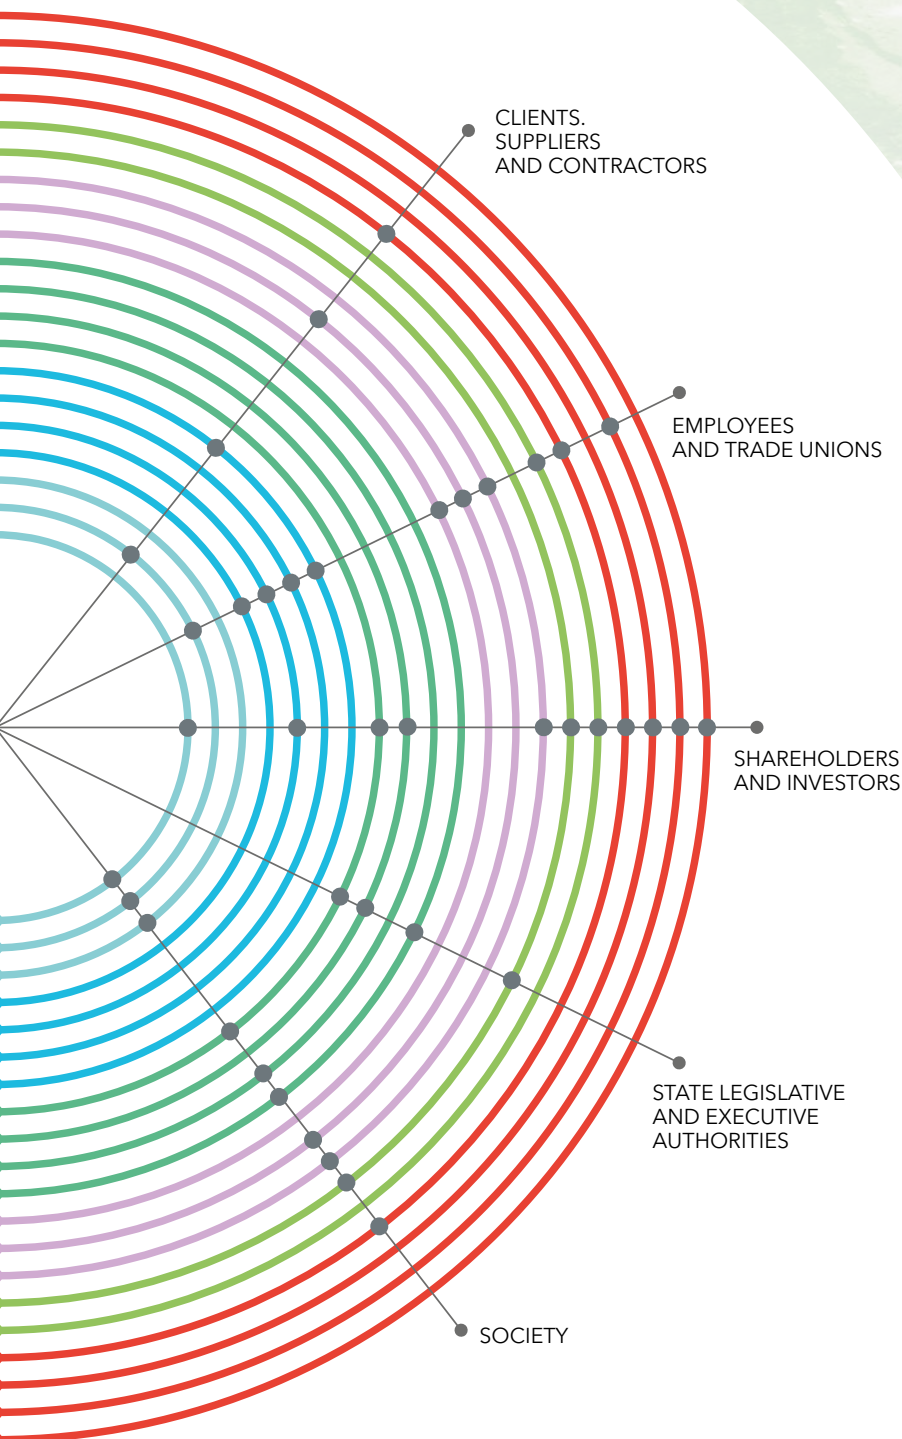 CLIENTS.
SUPPLIERS
AND CONTRACTORS
EMPLOYEES
AND TRADE UNIONS
SHAREHOLDERS
AND INVESTORS
STATE LEGISLATIVE
AND EXECUTIVE
AUTHORITIES
SOCIETY